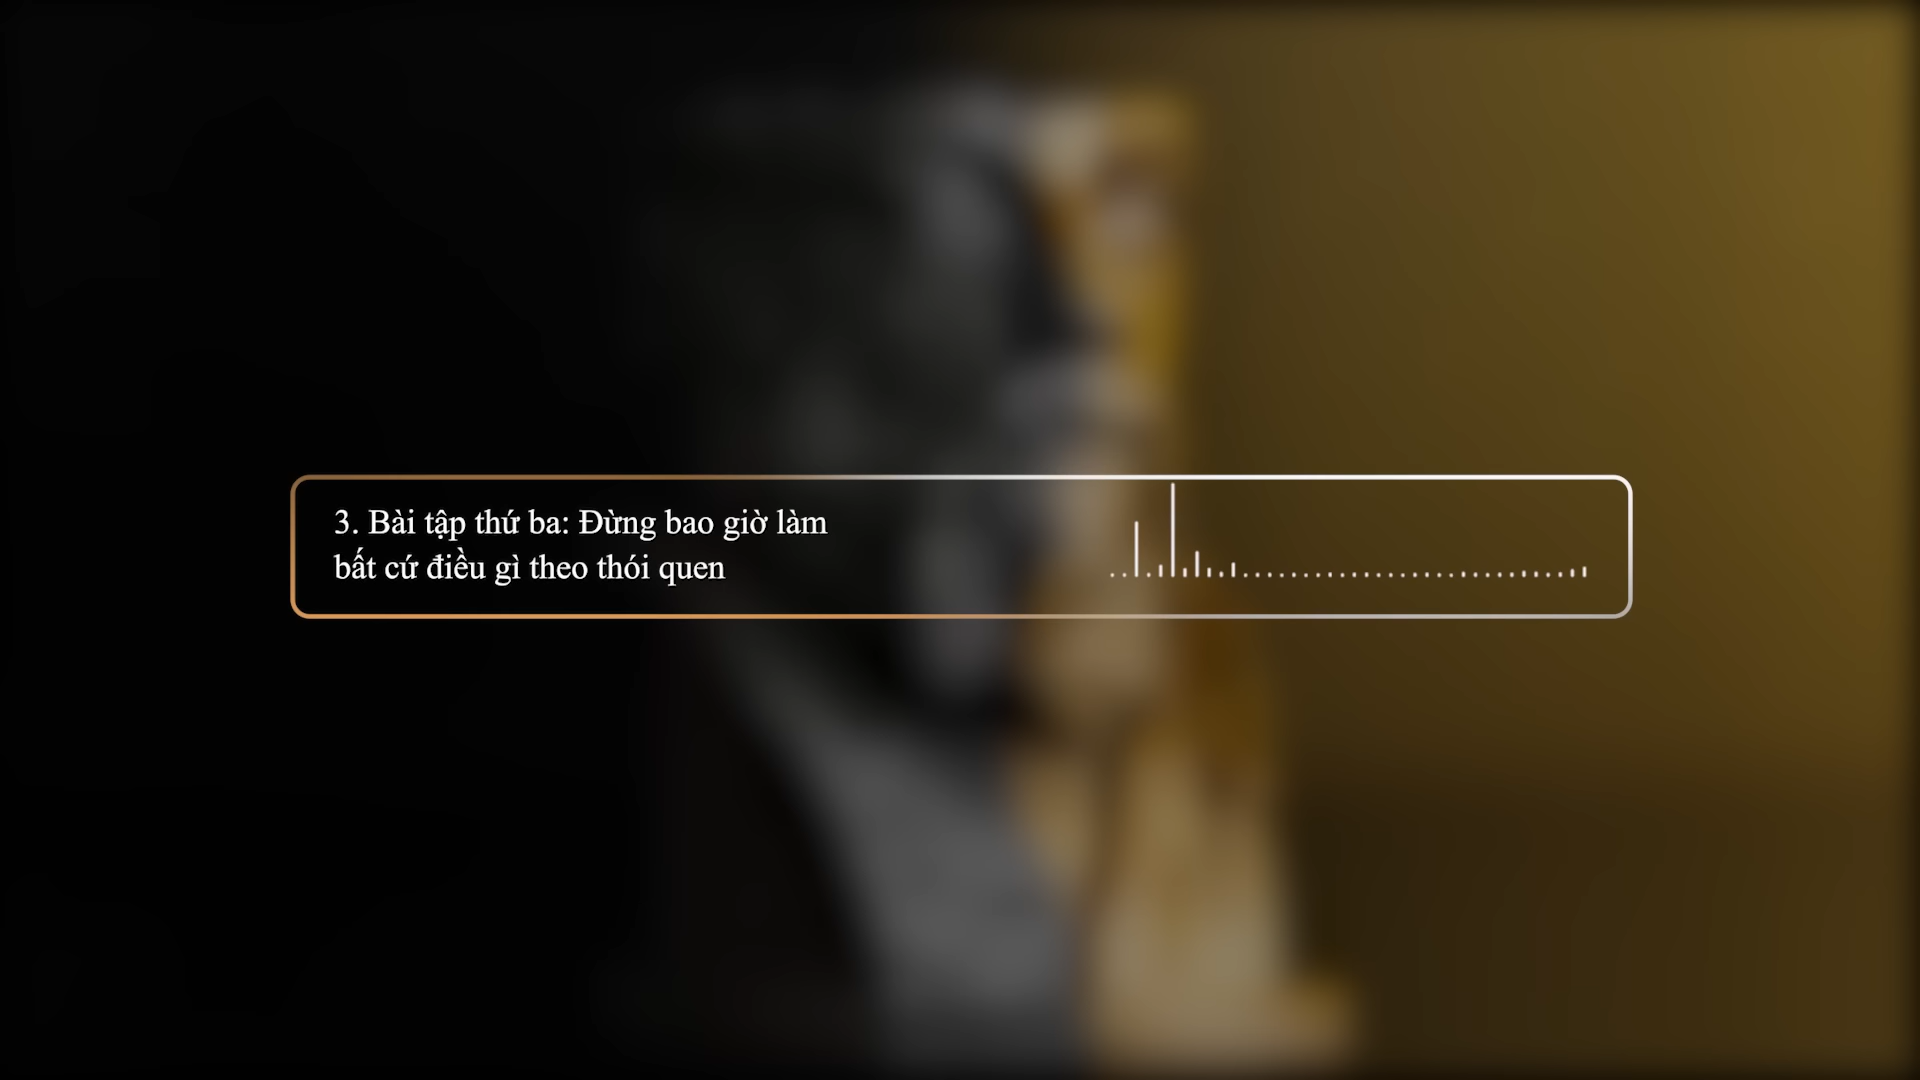 3. Bài tập thứ ba: Đừng bao giờ làm
bất cứ điều gì theo thói quen